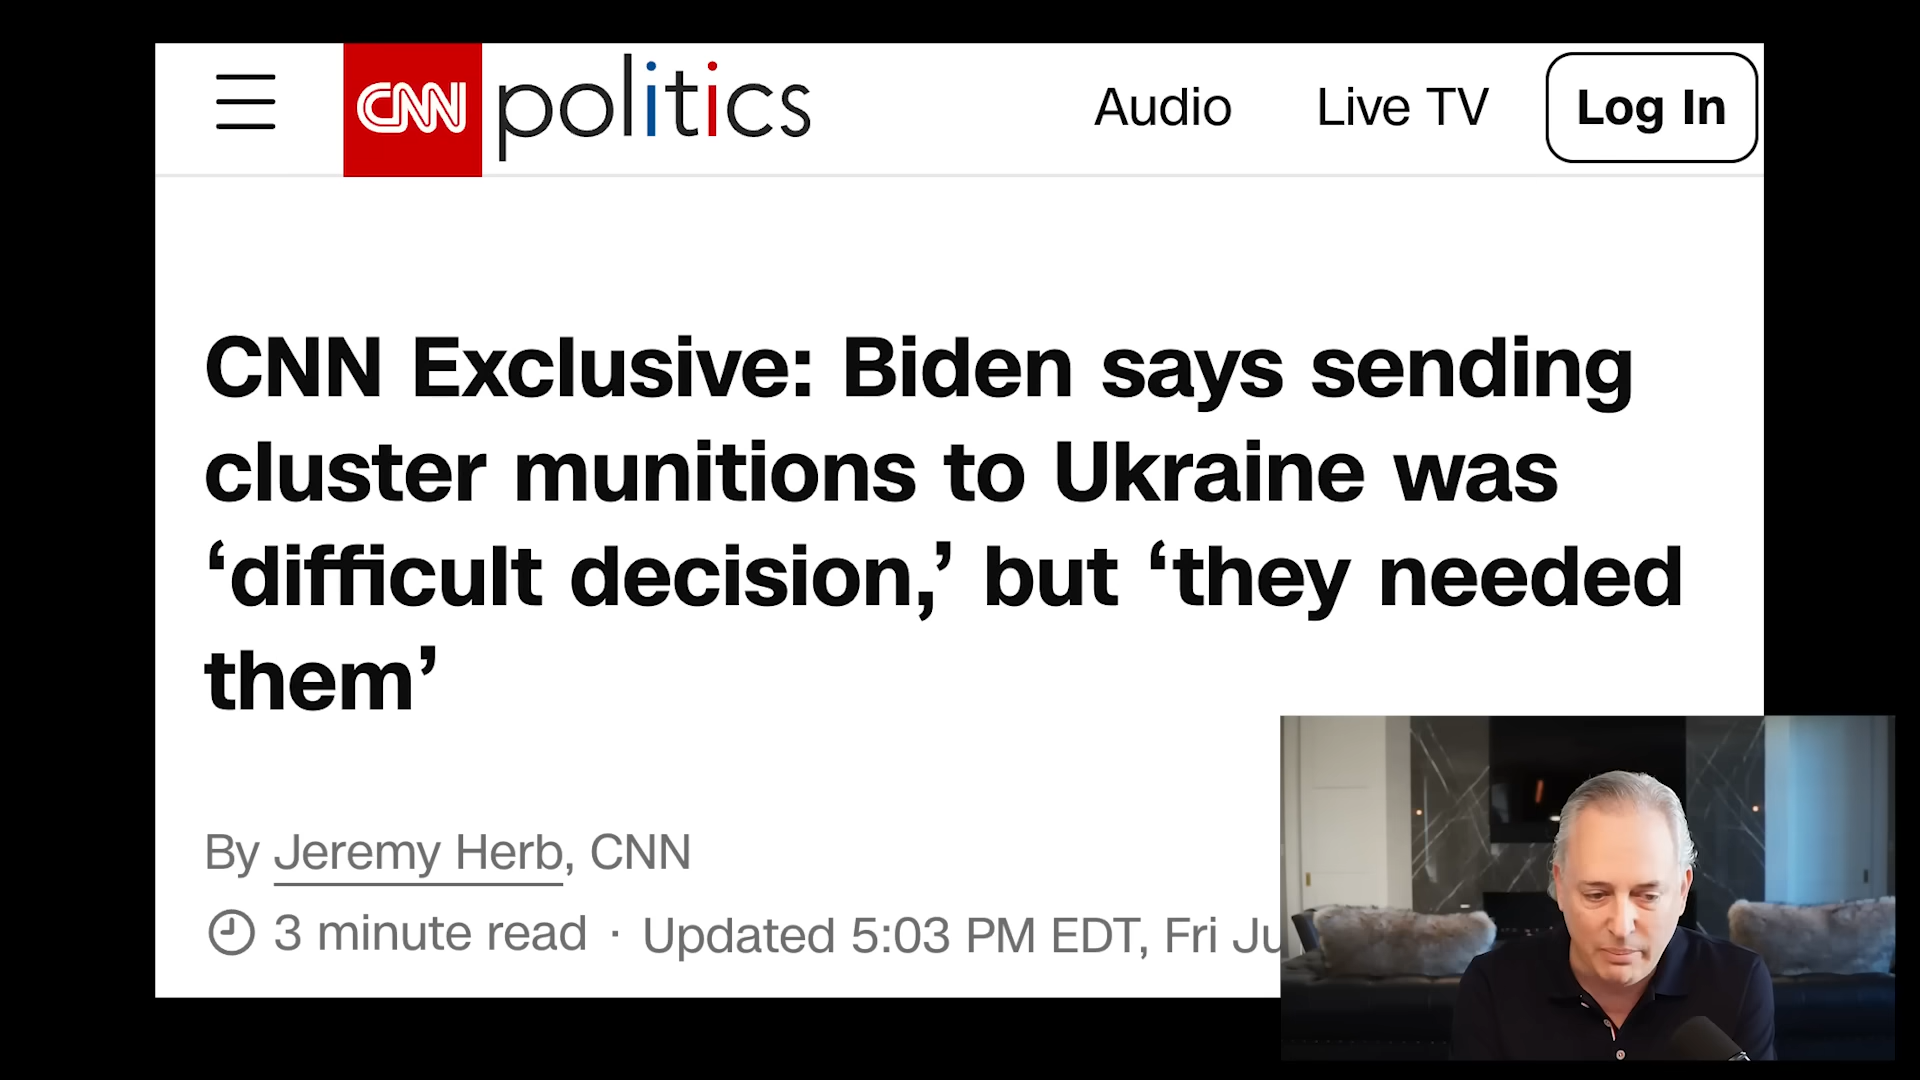 CNN politics Audio Live TV Log In
CNN Exclusive: Biden says sending
cluster munitions to Ukraine was
‘difficult decision,’ but ‘they needed
them’
By Jeremy Herb, CNN
3 minute read · Updated 5:03 PM EDT, Fri